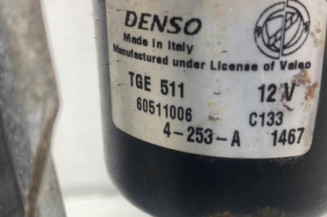 DENSO
Made in Italy
Manufactured under License of Valeo
TGE 511 12 V
60511006 C133
4-253-A 1467